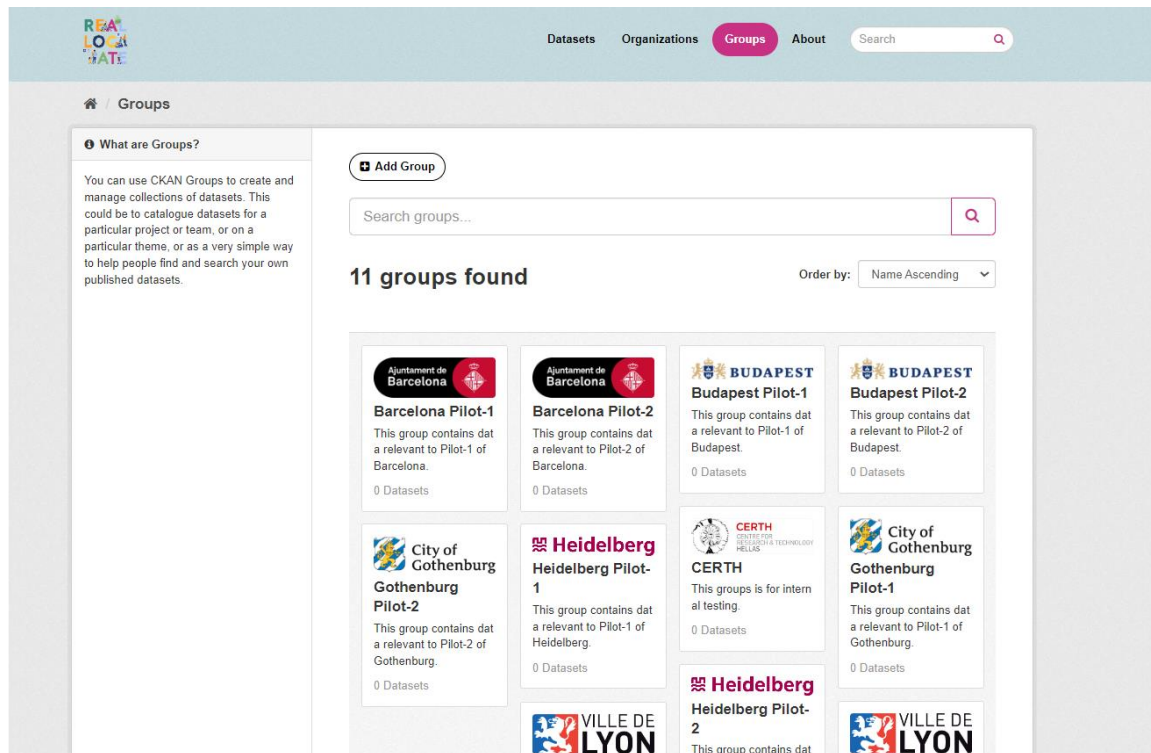 REAL
LOC
ATE
Datasets Organizations Groups About Search
/ Groups
What are Groups?
You can use CKAN Groups to create and
manage collections of datasets. This
could be to catalogue datasets for a
particular project or team, or on a
particular theme, or as a very simple way
to help people find and search your own
published datasets.
Add Group
Search groups...
11 groups found
Order by: Name Ascending
Ajuntament de
Barcelona
Barcelona Pilot-1
This group contains dat
a relevant to Pilot-1 of
Barcelona.
0 Datasets
Ajuntament de
Barcelona
Barcelona Pilot-2
This group contains dat
a relevant to Pilot-2 of
Barcelona.
0 Datasets
BUDAPEST
Budapest Pilot-1
This group contains dat
a relevant to Pilot-1 of
Budapest.
0 Datasets
BUDAPEST
Budapest Pilot-2
This group contains dat
a relevant to Pilot-2 of
Budapest.
0 Datasets
City of
Gothenburg
Gothenburg
Pilot-2
This group contains dat
a relevant to Pilot-2 of
Gothenburg.
0 Datasets
Heidelberg
Heidelberg Pilot-
1
This group contains dat
a relevant to Pilot-1 of
Heidelberg.
0 Datasets
CERTH
CENTRE FOR
RESEARCH & TECHNOLOGY
HELLAS
CERTH
This groups is for intern
al testing.
0 Datasets
City of
Gothenburg
Gothenburg
Pilot-1
This group contains dat
a relevant to Pilot-1 of
Gothenburg.
0 Datasets
VILLE DE
LYON
Heidelberg
Heidelberg Pilot-
2
This group contains dat
VILLE DE
LYON